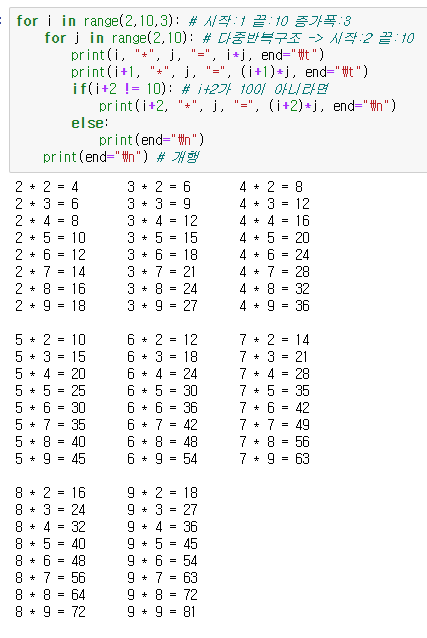 for i in range(2,10,3): # 시작:1 끝:10 증가폭:3
for j in range(2,10): # 다중반복구조 -> 시작:2 끝:10
print(i, "*", j, "=", i*j, end="₩t")
print(i+1, "*", j, "=", (i+1)*j, end="₩t")
if(i+2 != 10): # i+2가 10이 아니라면
print(i+2, "*", j, "=", (i+2)*j, end="₩n")
else:
print(end="₩n")
print(end="₩n") # 개행
2 * 2 = 4 3 * 2 = 6 4 * 2 = 8
2 * 3 = 6 3 * 3 = 9 4 * 3 = 12
2 * 4 = 8 3 * 4 = 12 4 * 4 = 16
2 * 5 = 10 3 * 5 = 15 4 * 5 = 20
2 * 6 = 12 3 * 6 = 18 4 * 6 = 24
2 * 7 = 14 3 * 7 = 21 4 * 7 = 28
2 * 8 = 16 3 * 8 = 24 4 * 8 = 32
2 * 9 = 18 3 * 9 = 27 4 * 9 = 36
5 * 2 = 10 6 * 2 = 12 7 * 2 = 14
5 * 3 = 15 6 * 3 = 18 7 * 3 = 21
5 * 4 = 20 6 * 4 = 24 7 * 4 = 28
5 * 5 = 25 6 * 5 = 30 7 * 5 = 35
5 * 6 = 30 6 * 6 = 36 7 * 6 = 42
5 * 7 = 35 6 * 7 = 42 7 * 7 = 49
5 * 8 = 40 6 * 8 = 48 7 * 8 = 56
5 * 9 = 45 6 * 9 = 54 7 * 9 = 63
8 * 2 = 16 9 * 2 = 18
8 * 3 = 24 9 * 3 = 27
8 * 4 = 32 9 * 4 = 36
8 * 5 = 40 9 * 5 = 45
8 * 6 = 48 9 * 6 = 54
8 * 7 = 56 9 * 7 = 63
8 * 8 = 64 9 * 8 = 72
8 * 9 = 72 9 * 9 = 81